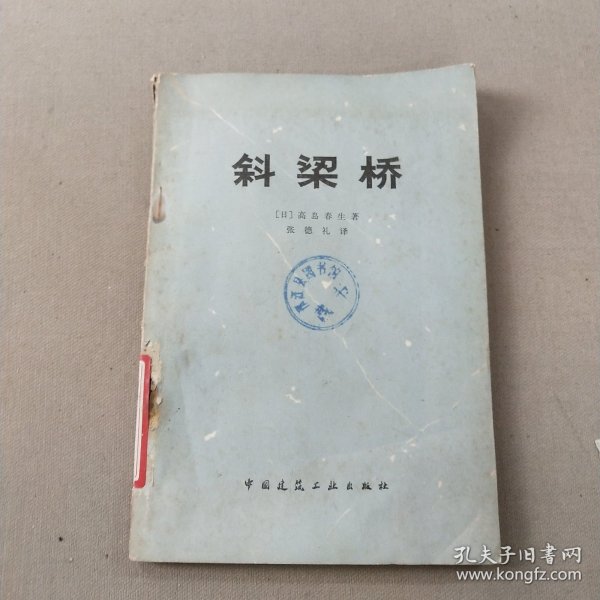 斜梁桥
[日]高岛春生著
张德礼译
中国建筑工业出版社
孔夫子旧书网
www.kongfz.com